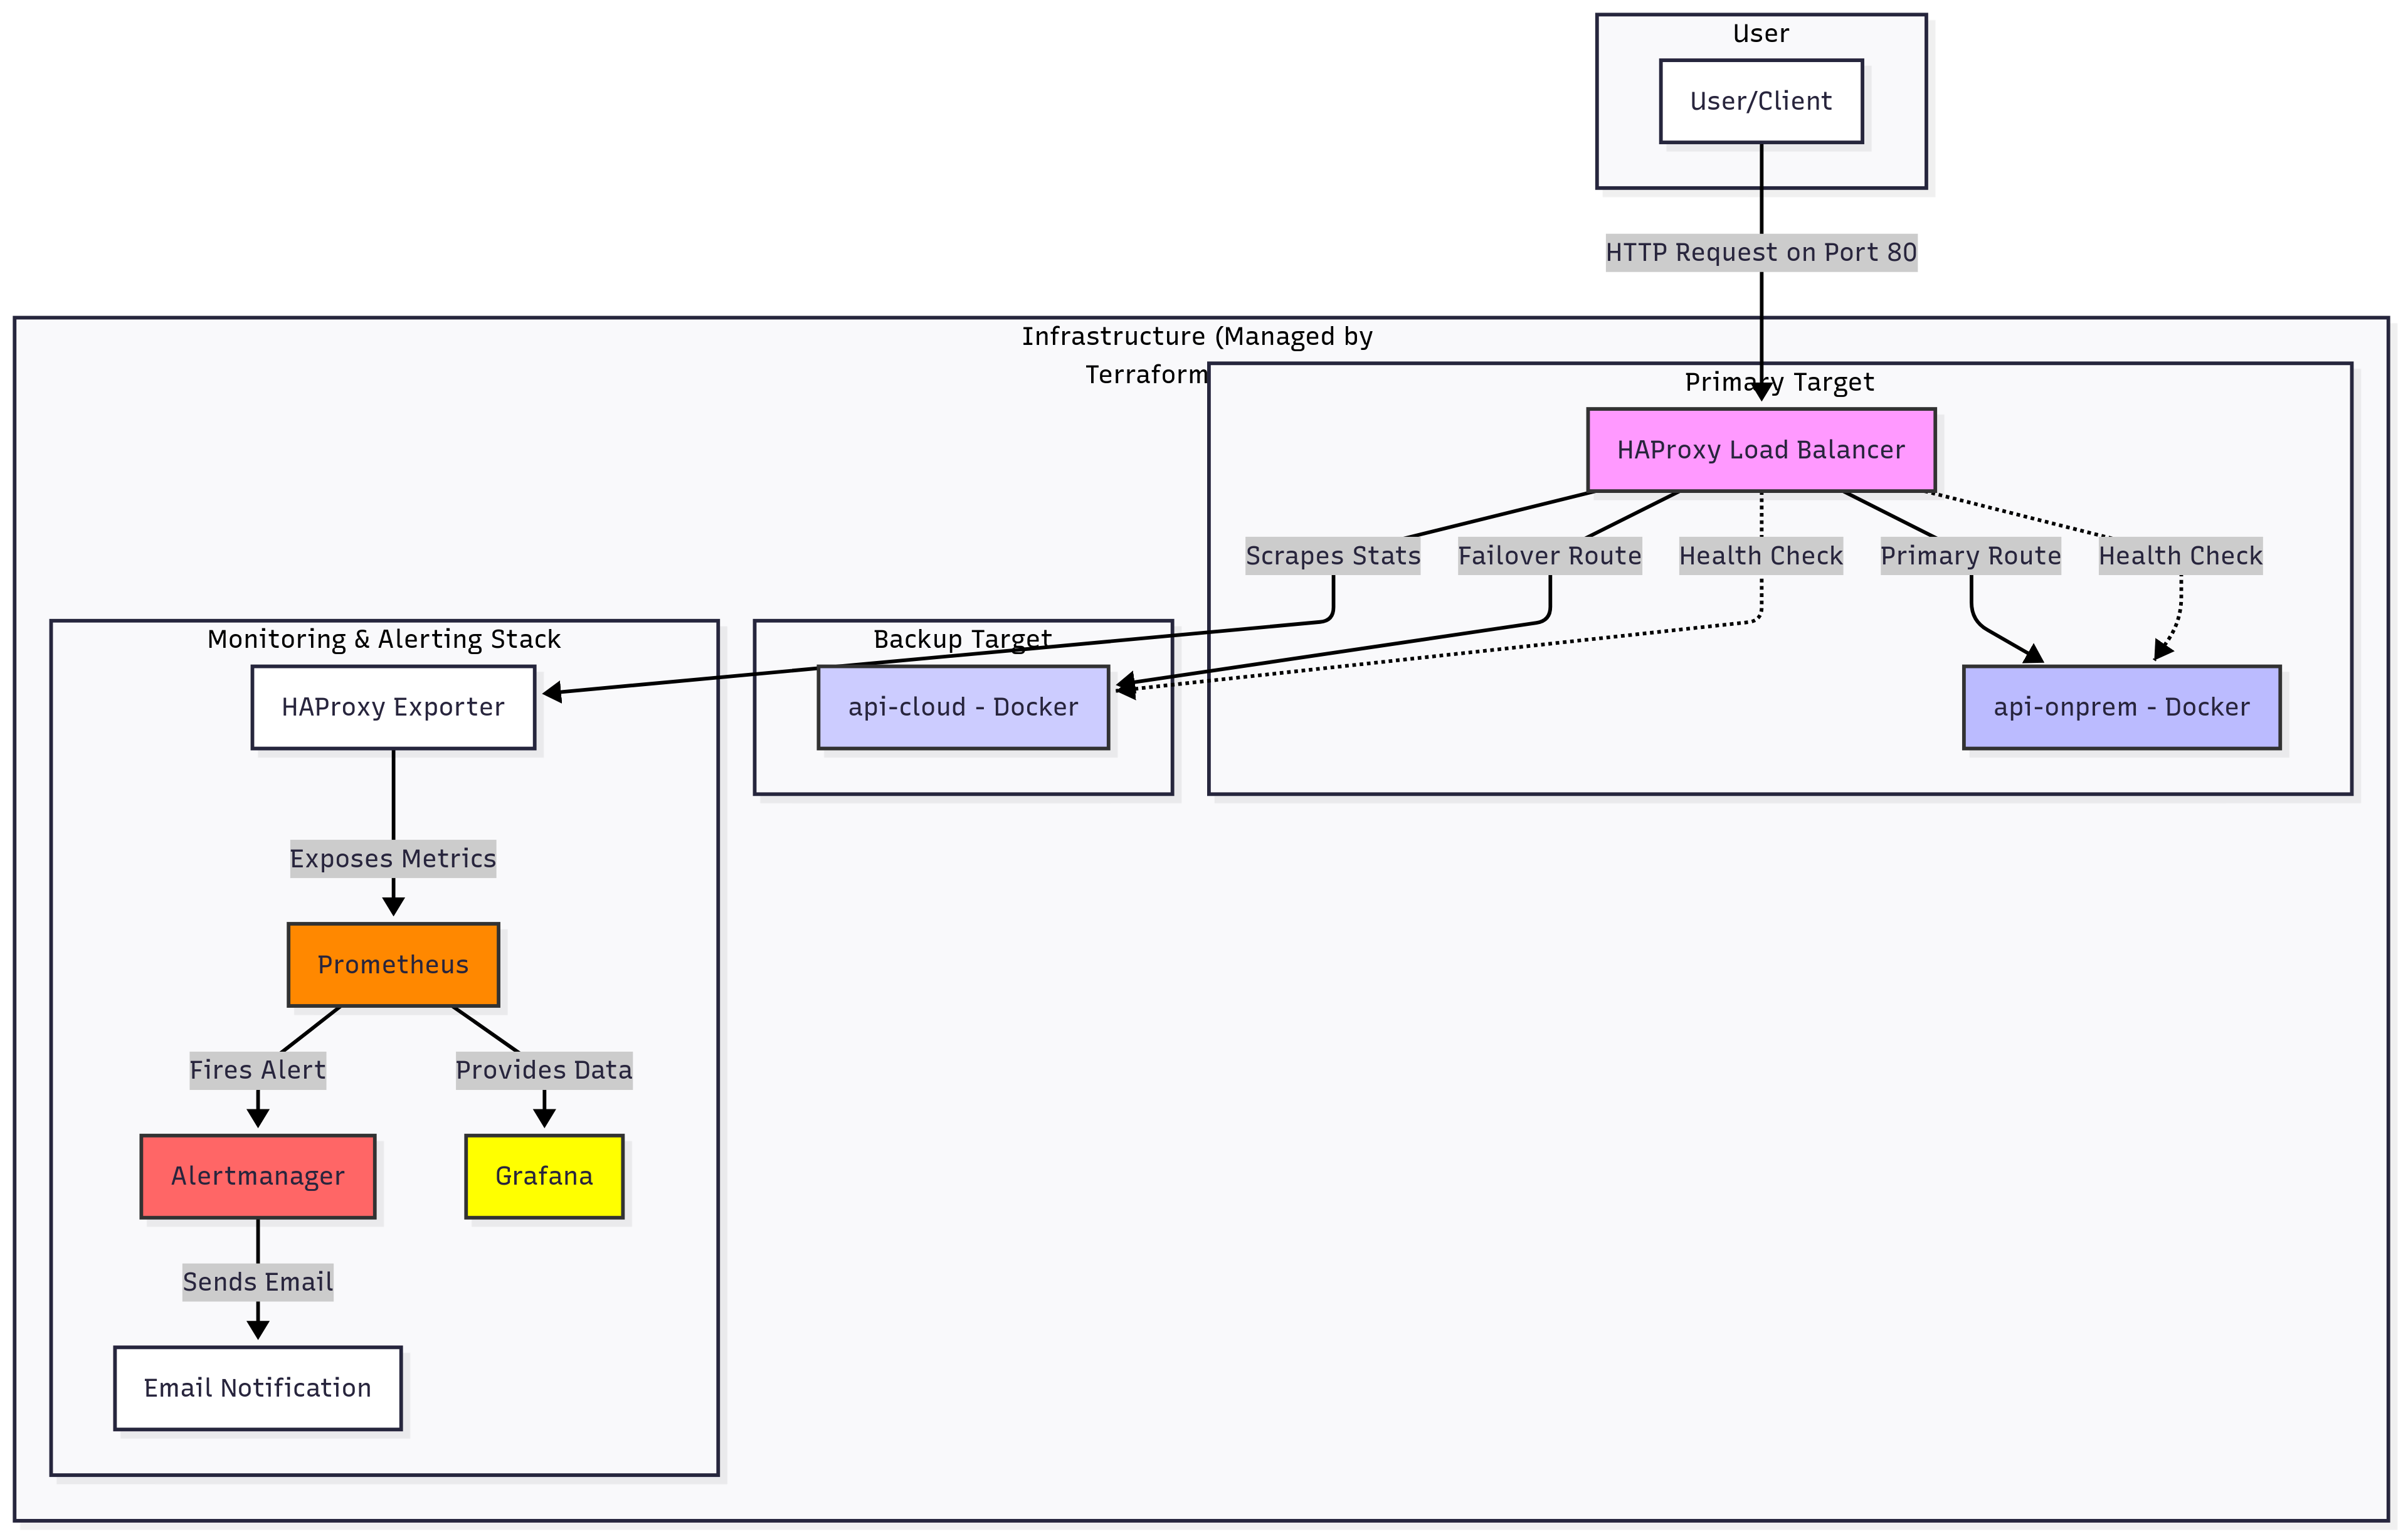 User
User/Client
HTTP Request on Port 80
Infrastructure (Managed by
Terraform
Primary Target
HAProxy Load Balancer
Scrapes Stats
Failover Route
Health Check
Primary Route
Health Check
Monitoring & Alerting Stack
Backup Target
HAProxy Exporter
api-cloud - Docker
api-onprem - Docker
Exposes Metrics
Prometheus
Fires Alert
Provides Data
Alertmanager
Grafana
Sends Email
Email Notification